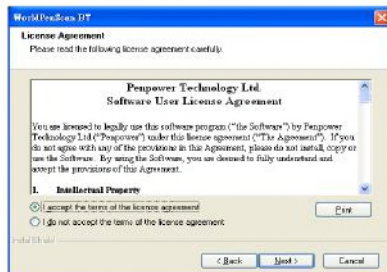 WorldPenScan BT
License Agreement
Please read the following license agreement carefully.
Penpower Technology Ltd.
Software User License Agreement
You are licensed to legally use this software program ("the Software") by Penpower
Technology Ltd ("Penpower") under this license agreement ("The Agreement"). If you
do not agree with any of the provisions in this Agreement, please do not install, copy or
use the Software. By using the Software, you are deemed to fully understand and
accept the provisions of this Agreement.
1. Intellectual Property
I accept the terms of the license agreement
Print
I do not accept the terms of the license agreement
InstallShield
< Back
Next >
Cancel